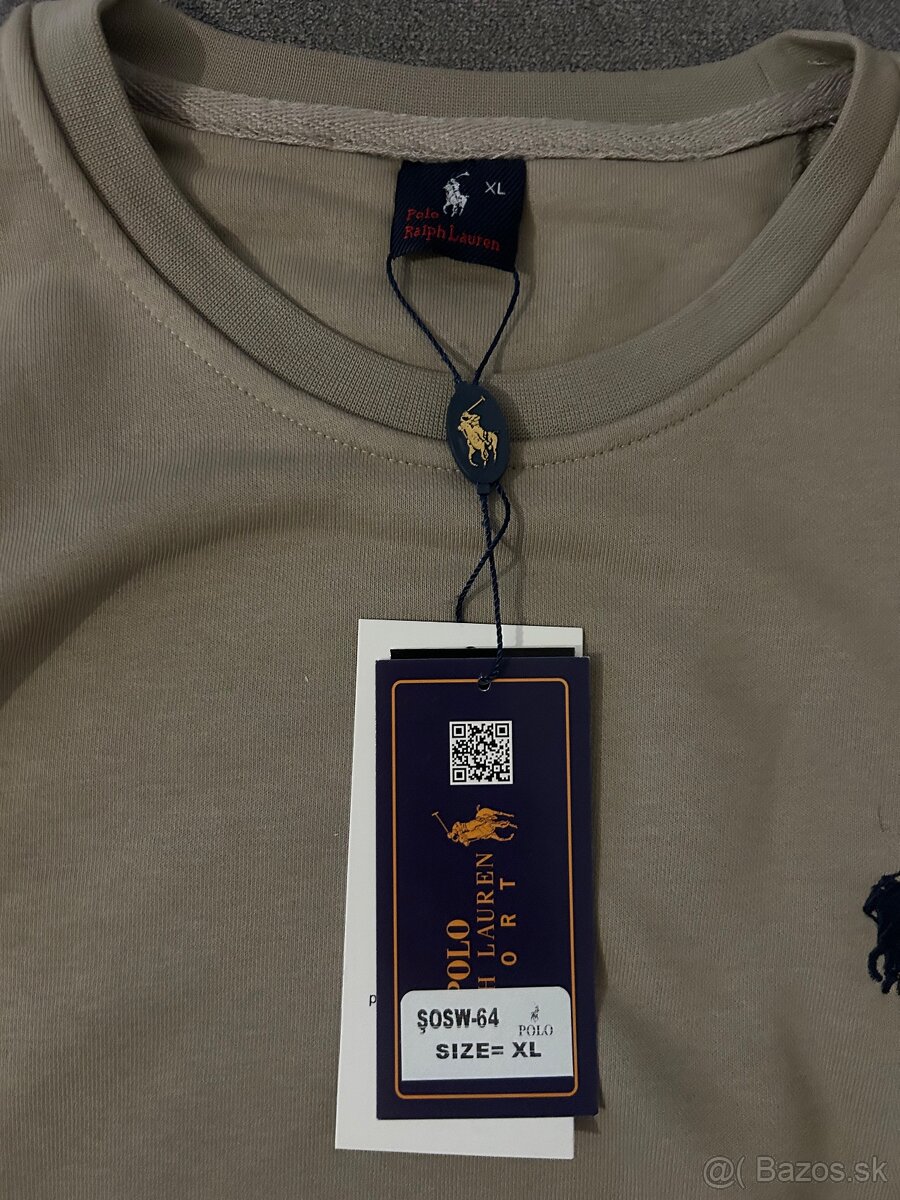 XL
Polo
Ralph Lauren
POLO
H LAUREN
ORT
p
ŞOSW-64
POLO
SIZE= XL
@( Bazos.sk